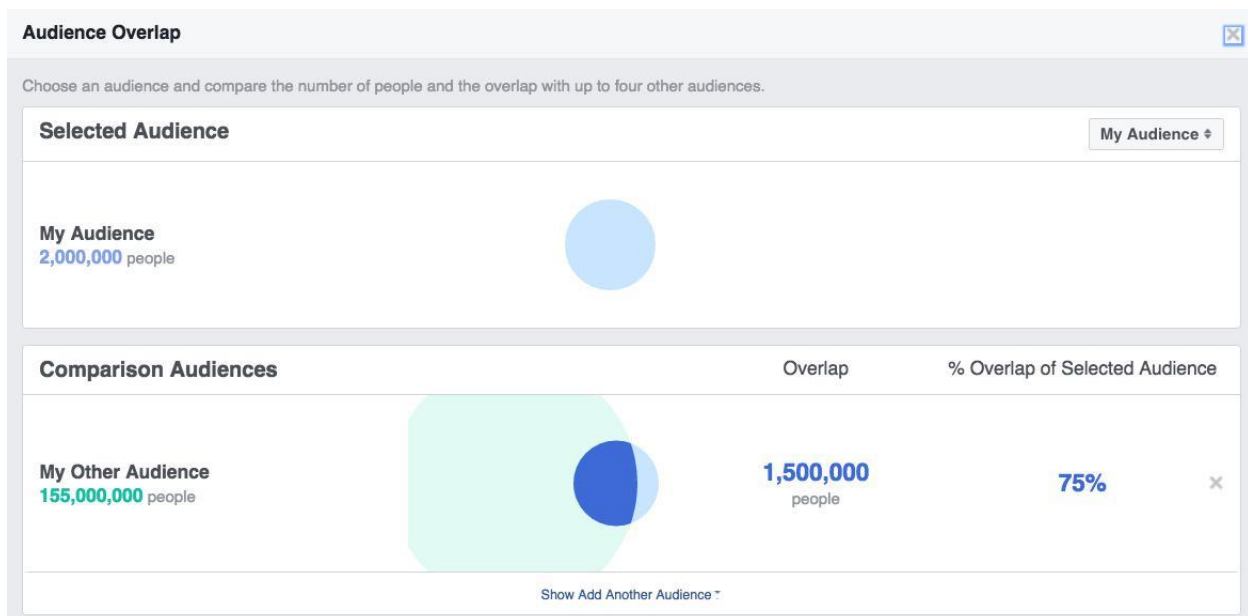 Audience Overlap
Choose an audience and compare the number of people and the overlap with up to four other audiences.
Selected Audience
My Audience
My Audience
2,000,000 people
Comparison Audiences
Overlap
% Overlap of Selected Audience
My Other Audience
155,000,000 people
1,500,000
people
75%
Show Add Another Audience